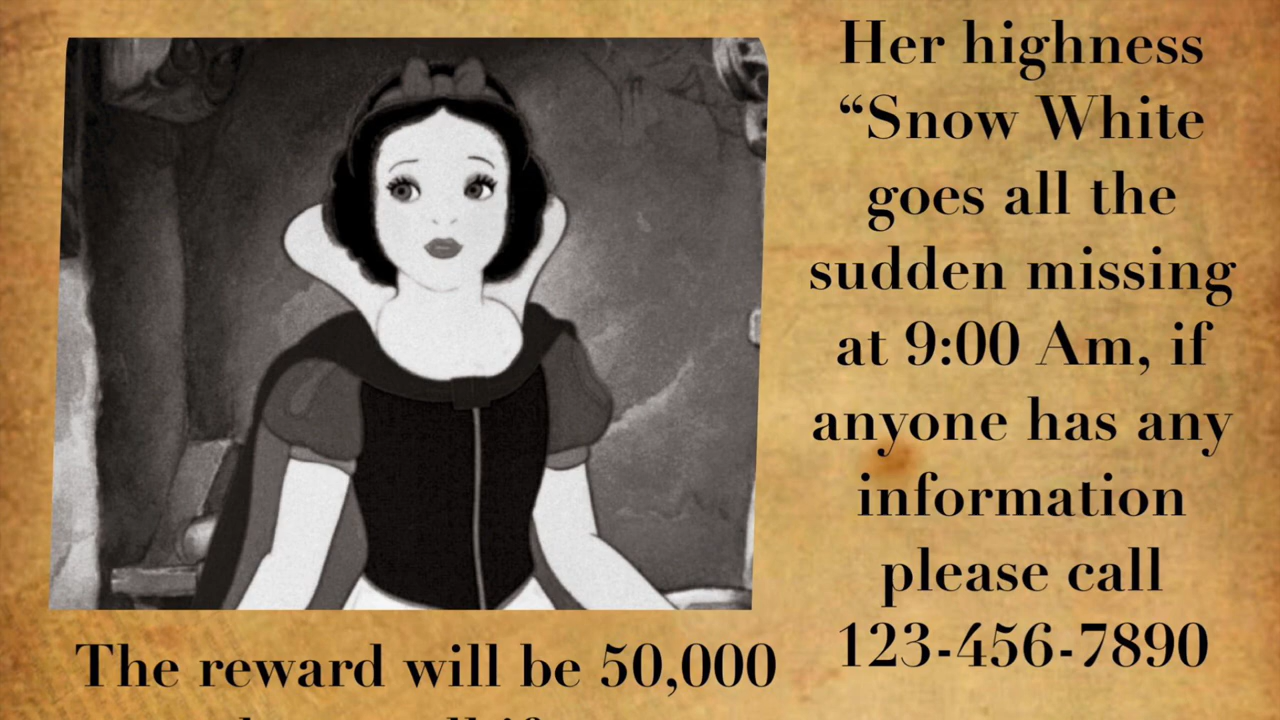 Her highness
“Snow White
goes all the
sudden missing
at 9:00 Am, if
anyone has any
information
please call
123-456-7890
The reward will be 50,000